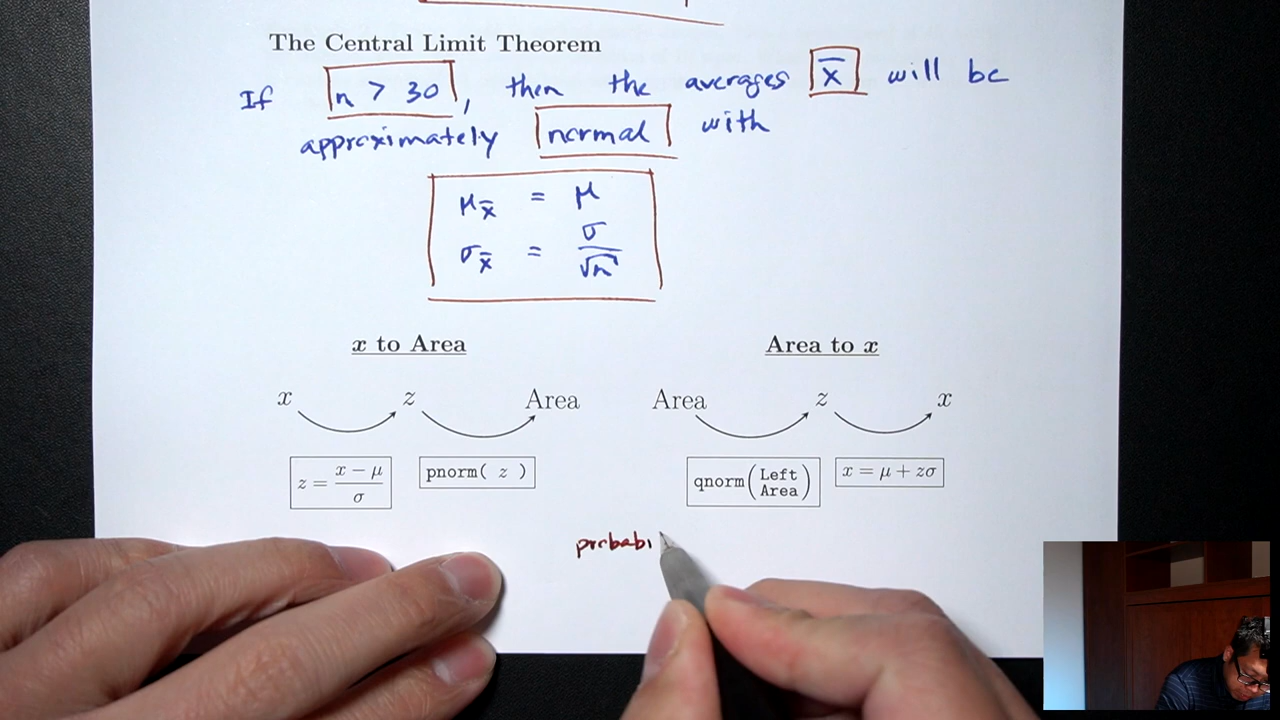 The Central Limit Theorem
If n > 30, then the averages x̄ will be
approximately normal with
μx̄ = μ
σx̄ = σ/√n
x to Area
Area to x
x z Area
Area z x
z = (x − μ)/σ
pnorm( z )
qnorm(Left Area)
x = μ + zσ
probabi